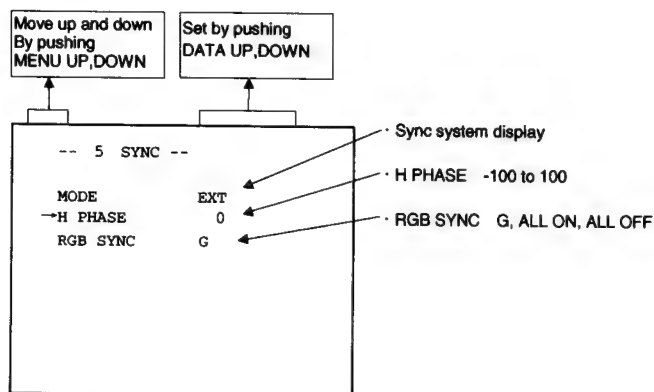 Move up and down
By pushing
MENU UP,DOWN
Set by pushing
DATA UP,DOWN
-- 5 SYNC --
MODE EXT
→H PHASE 0
RGB SYNC G
· Sync system display
· H PHASE -100 to 100
· RGB SYNC G, ALL ON, ALL OFF